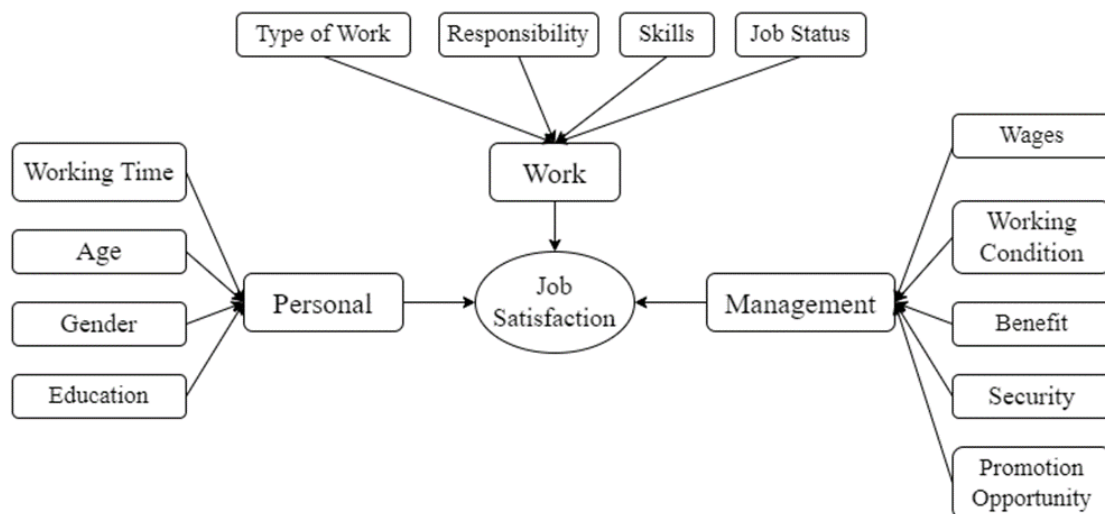 Type of Work
Responsibility
Skills
Job Status
Work
Working Time
Age
Gender
Education
Personal
Job
Satisfaction
Management
Wages
Working
Condition
Benefit
Security
Promotion
Opportunity